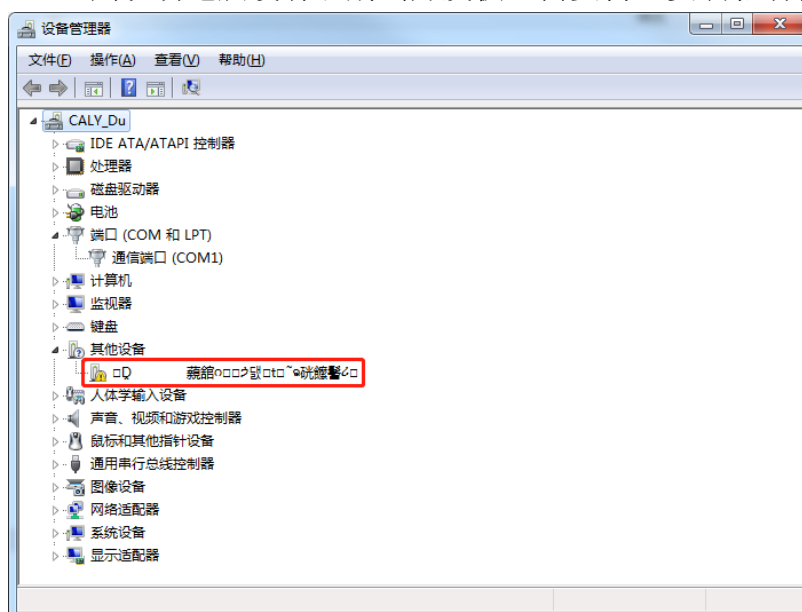 设备管理器
文件(F) 操作(A) 查看(V) 帮助(H)
CALY_Du
IDE ATA/ATAPI 控制器
处理器
磁盘驱动器
电池
端口 (COM 和 LPT)
通信端口 (COM1)
计算机
监视器
键盘
其他设备
人体学输入设备
声音、视频和游戏控制器
鼠标和其他指针设备
通用串行总线控制器
图像设备
网络适配器
系统设备
显示适配器